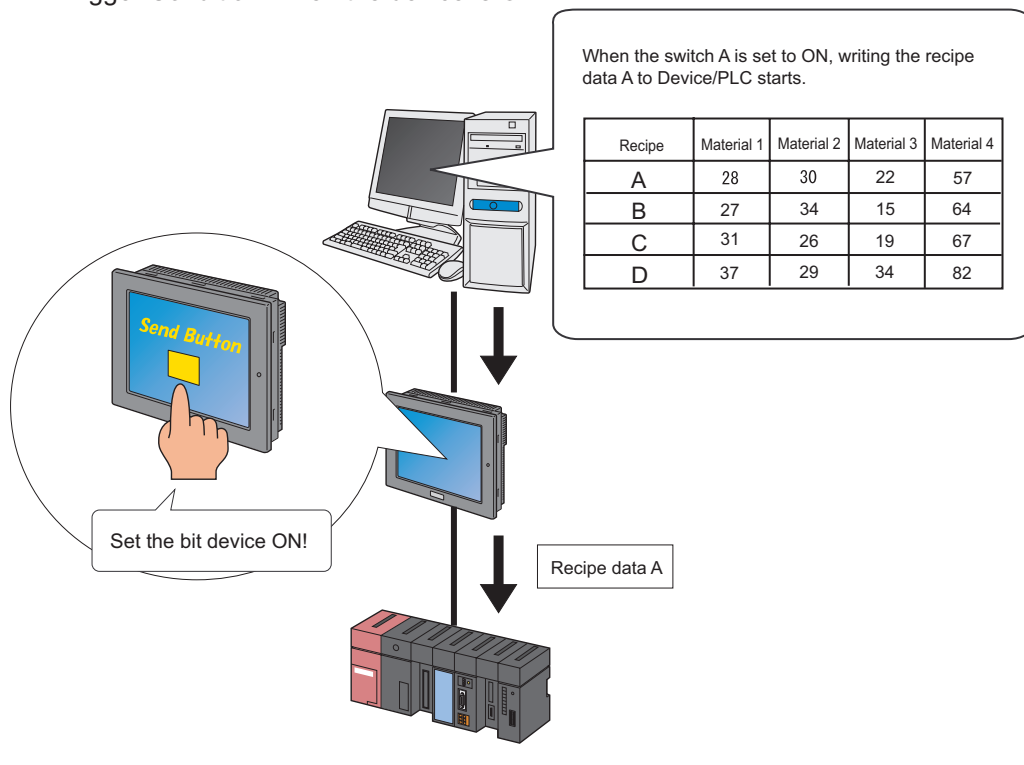 When the switch A is set to ON, writing the recipe
data A to Device/PLC starts.
Recipe Material 1 Material 2 Material 3 Material 4
A 28 30 22 57
B 27 34 15 64
C 31 26 19 67
D 37 29 34 82
Send Button
Set the bit device ON!
Recipe data A